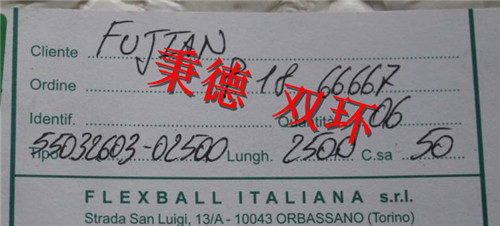 Cliente FUJIAN
Ordine 18 66667
秉德 双环
Identif. Quantità 06
Tipo 55032603-02500 Lungh. 2500 C.sa 50
FLEXBALL ITALIANA s.r.l.
Strada San Luigi, 13/A - 10043 ORBASSANO (Torino)